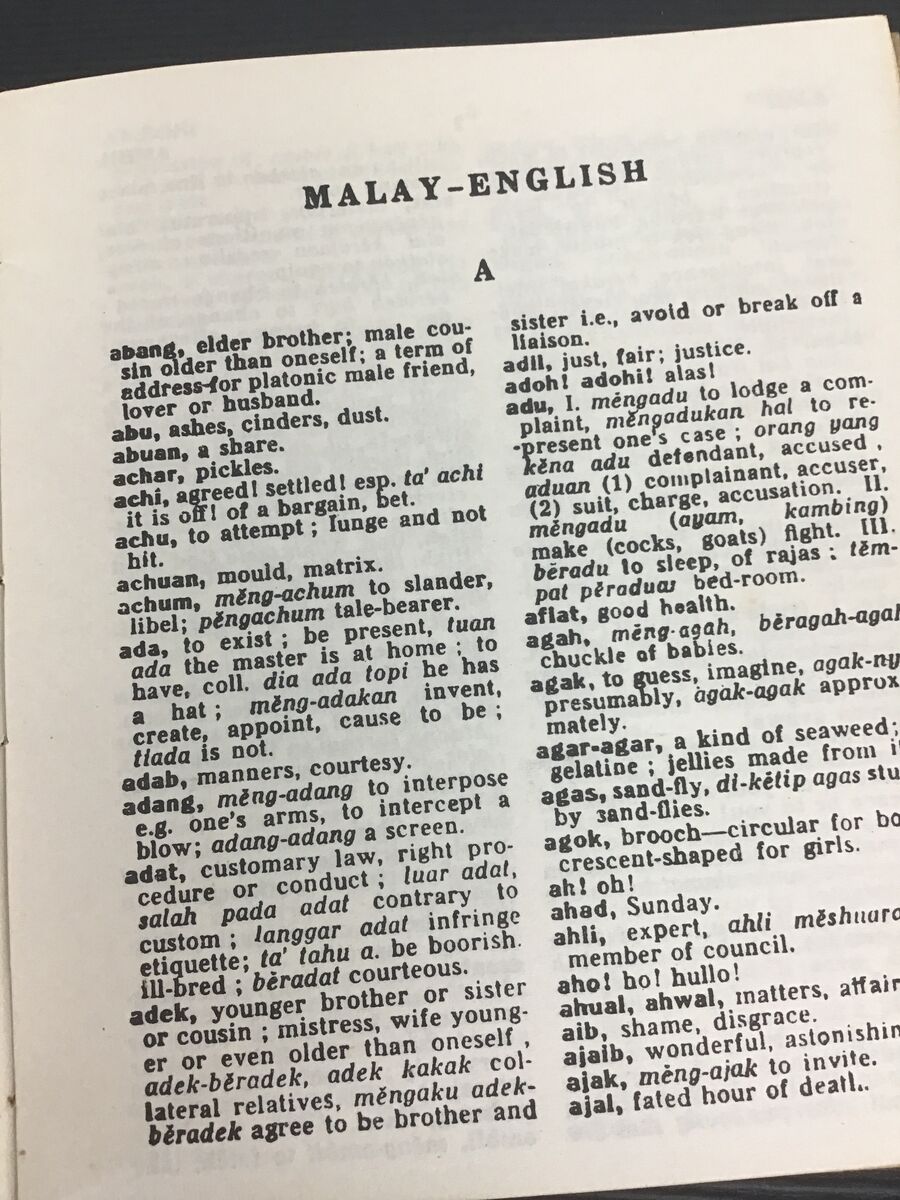 MALAY-ENGLISH
A
abang, elder brother; male cou-
sin older than oneself; a term of
address for platonic male friend,
lover or husband.
abu, ashes, cinders, dust.
abuan, a share.
achar, pickles.
achi, agreed! settled! esp. ta' achi
it is off! of a bargain, bet.
achu, to attempt; lunge and not
hit.
achuan, mould, matrix.
achum, mĕng-achum to slander,
libel; pĕngachum tale-bearer.
ada, to exist; be present, tuan
ada the master is at home; to
have, coll. dia ada topi he has
a hat; mĕng-adakan invent,
create, appoint, cause to be;
tiada is not.
adab, manners, courtesy.
adang, mĕng-adang to interpose
e.g. one's arms, to intercept a
blow; adang-adang a screen.
adat, customary law, right pro-
cedure or conduct; luar adat,
salah pada adat contrary to
custom; langgar adat infringe
etiquette; ta' tahu a. be boorish.
ill-bred; bĕradat courteous.
adek, younger brother or sister
or cousin; mistress, wife young-
er or even older than oneself,
adek-bĕradek, adek kakak col-
lateral relatives, mĕngaku adek-
bĕradek agree to be brother and
sister i.e., avoid or break off a
liaison.
adil, just, fair; justice.
adoh! adohi! alas!
adu, I. mĕngadu to lodge a com-
plaint, mĕngadukan hal to re-
-present one's case; orang yang
kĕna adu defendant, accused,
aduan (1) complainant, accuser,
(2) suit, charge, accusation. II.
mĕngadu (ayam, kambing)
make (cocks, goats) fight. III.
bĕradu to sleep, of rajas: tĕm-
pat pĕraduan bed-room.
afiat, good health.
agah, mĕng-agah, bĕragah-agah
chuckle of babies.
agak, to guess, imagine, agak-ny
presumably, agak-agak approx
mately.
agar-agar, a kind of seaweed;
gelatine; jellies made from i
agas, sand-fly, di-kĕtip agas stu
by sand-flies.
agok, brooch—circular for bo
crescent-shaped for girls.
ah! oh!
ahad, Sunday.
ahli, expert, ahli mĕshuara
member of council.
aho! ho! hullo!
ahual, ahwal, matters, affair
aib, shame, disgrace.
ajaib, wonderful, astonishin
ajak, mĕng-ajak to invite.
ajal, fated hour of death.